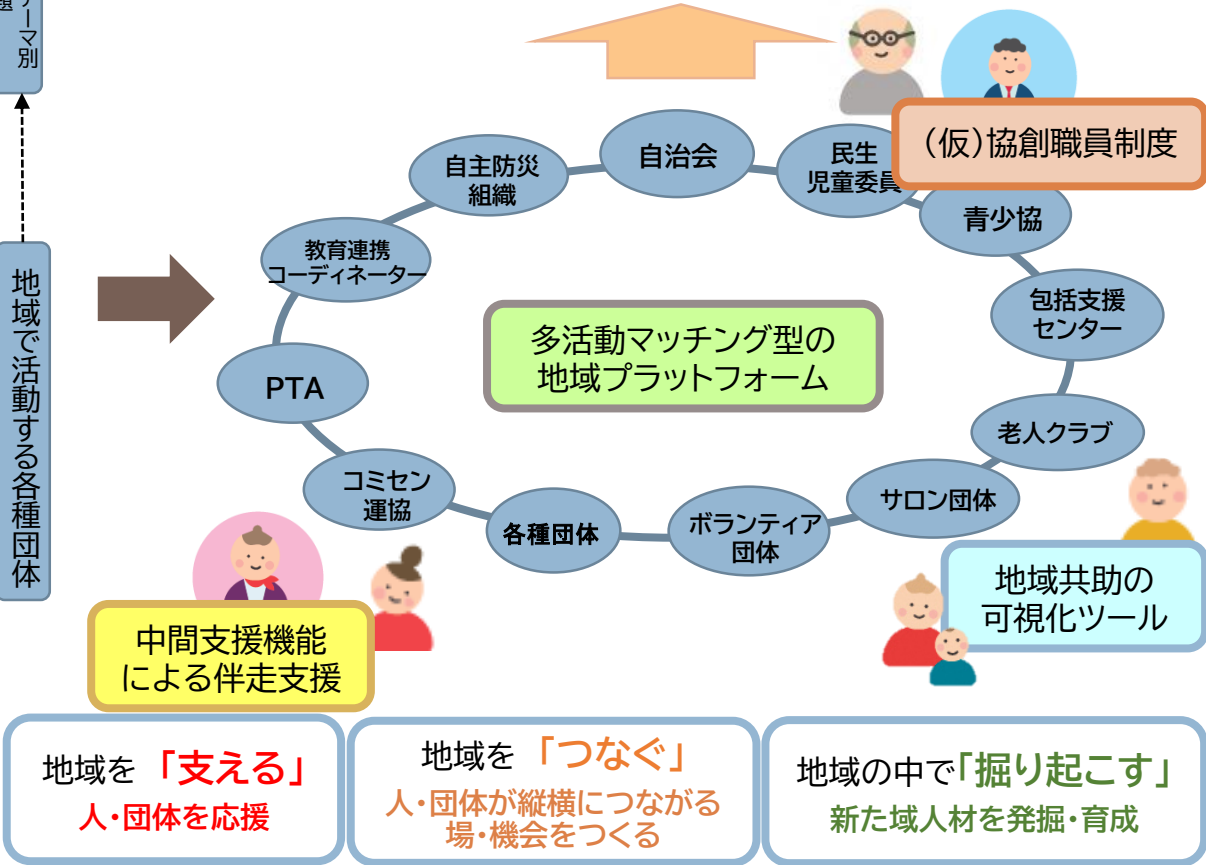 テーマ別
地域で活動する各種団体
(仮)協創職員制度
自治会
民生
児童委員
自主防災
組織
青少協
教育連携
コーディネーター
包括支援
センター
多活動マッチング型の
地域プラットフォーム
PTA
老人クラブ
コミセン
運協
サロン団体
各種団体
ボランティア
団体
地域共助の
可視化ツール
中間支援機能
による伴走支援
地域を「支える」
人・団体を応援
地域を「つなぐ」
人・団体が縦横につながる
場・機会をつくる
地域の中で「掘り起こす」
新た域人材を発掘・育成